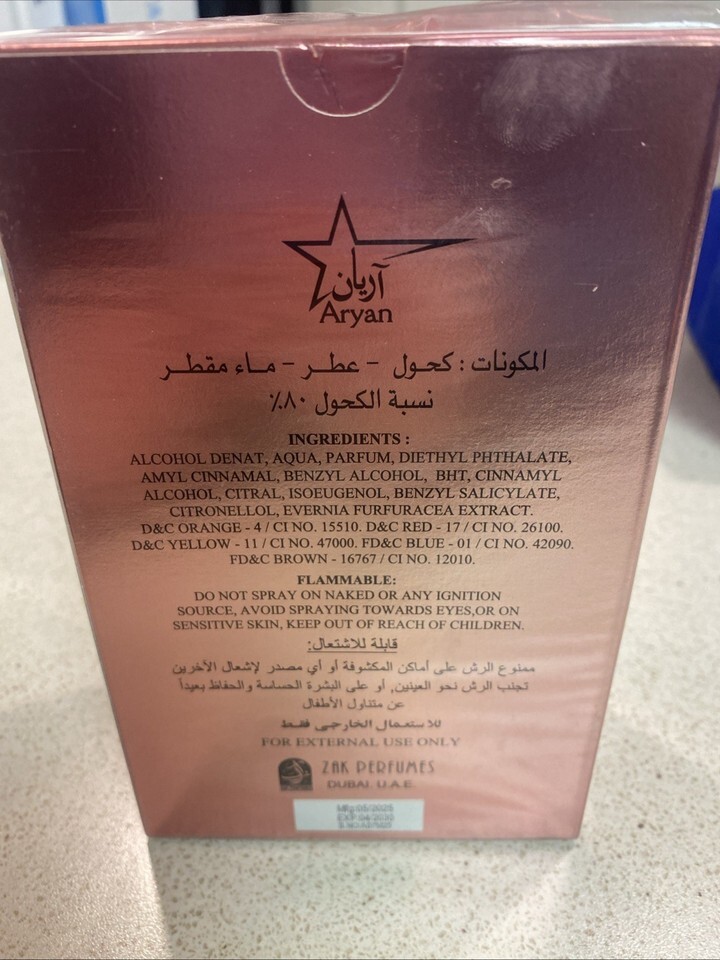 آريان
Aryan
المكونات : كحول - عطر - ماء مقطر
نسبة الكحول ٨٠٪
INGREDIENTS :
ALCOHOL DENAT, AQUA, PARFUM, DIETHYL PHTHALATE,
AMYL CINNAMAL, BENZYL ALCOHOL, BHT, CINNAMYL
ALCOHOL, CITRAL, ISOEUGENOL, BENZYL SALICYLATE,
CITRONELLOL, EVERNIA FURFURACEA EXTRACT.
D&C ORANGE - 4 / CI NO. 15510. D&C RED - 17 / CI NO. 26100.
D&C YELLOW - 11 / CI NO. 47000. FD&C BLUE - 01 / CI NO. 42090.
FD&C BROWN - 16767 / CI NO. 12010.
FLAMMABLE:
DO NOT SPRAY ON NAKED OR ANY IGNITION
SOURCE, AVOID SPRAYING TOWARDS EYES,OR ON
SENSITIVE SKIN, KEEP OUT OF REACH OF CHILDREN.
قابلة للاشتعال:
ممنوع الرش على أماكن المكشوفة أو أي مصدر لإشعال الأخرين
تجنب الرش نحو العينين, أو على البشرة الحساسة والحفاظ بعيداً
عن متناول الأطفال
للاستعمال الخارجي فقط
FOR EXTERNAL USE ONLY
ZAK PERFUMES
DUBAI. U.A.E.
Mfg:05/2025
EXP:04/2030